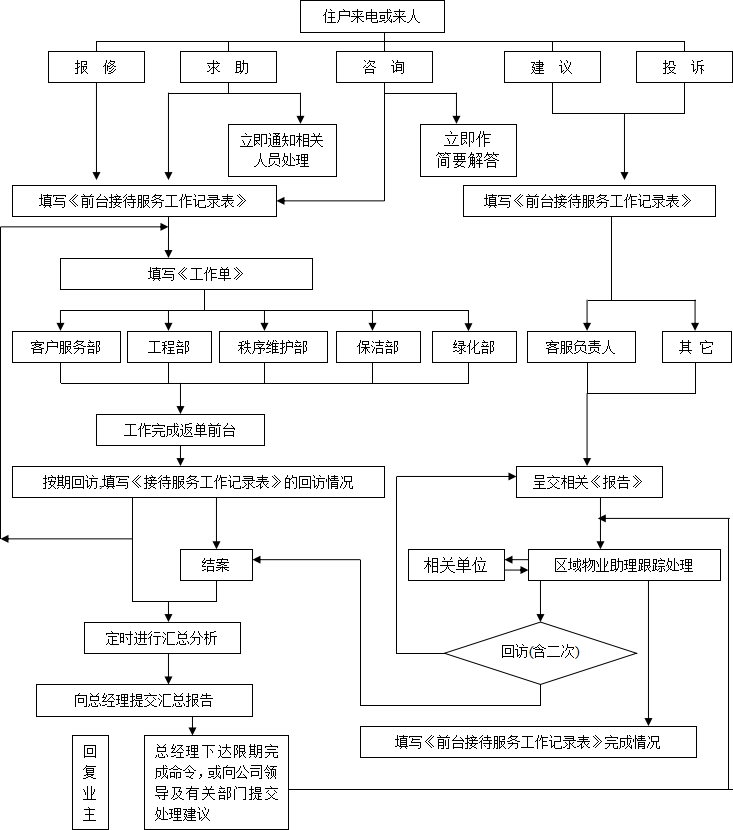 住户来电或来人
报 修
求 助
咨 询
建 议
投 诉
立即通知相关
人员处理
立即作
简要解答
填写《前台接待服务工作记录表》
填写《前台接待服务工作记录表》
填写《工作单》
客户服务部
工程部
秩序维护部
保洁部
绿化部
客服负责人
其 它
工作完成返单前台
按期回访,填写《接待服务工作记录表》的回访情况
呈交相关《报告》
结案
相关单位
区域物业助理跟踪处理
定时进行汇总分析
回访(含二次)
向总经理提交汇总报告
填写《前台接待服务工作记录表》完成情况
回
复
业
主
总经理下达限期完
成命令,或向公司领
导及有关部门提交
处理建议